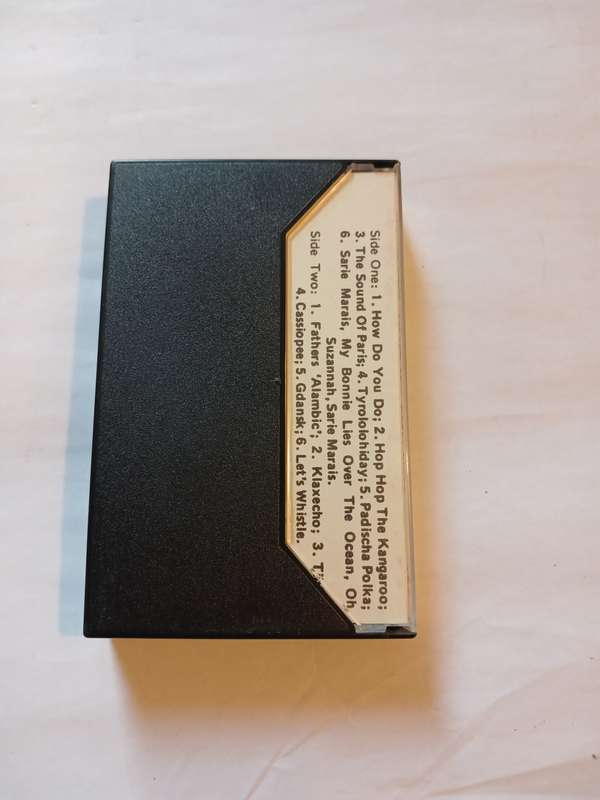 Side One: 1. How Do You Do; 2. Hop Hop The Kangaroo;
3. The Sound Of Paris; 4. Tyrololohiday; 5. Padischa Polka;
6. Sarie Marais, My Bonnie Lies Over The Ocean, Oh
Suzannah, Sarie Marais.
Side Two: 1. Fathers 'Alambic'; 2. Klaxecho; 3.
4. Cassiopee; 5. Gdansk; 6. Let's Whistle.